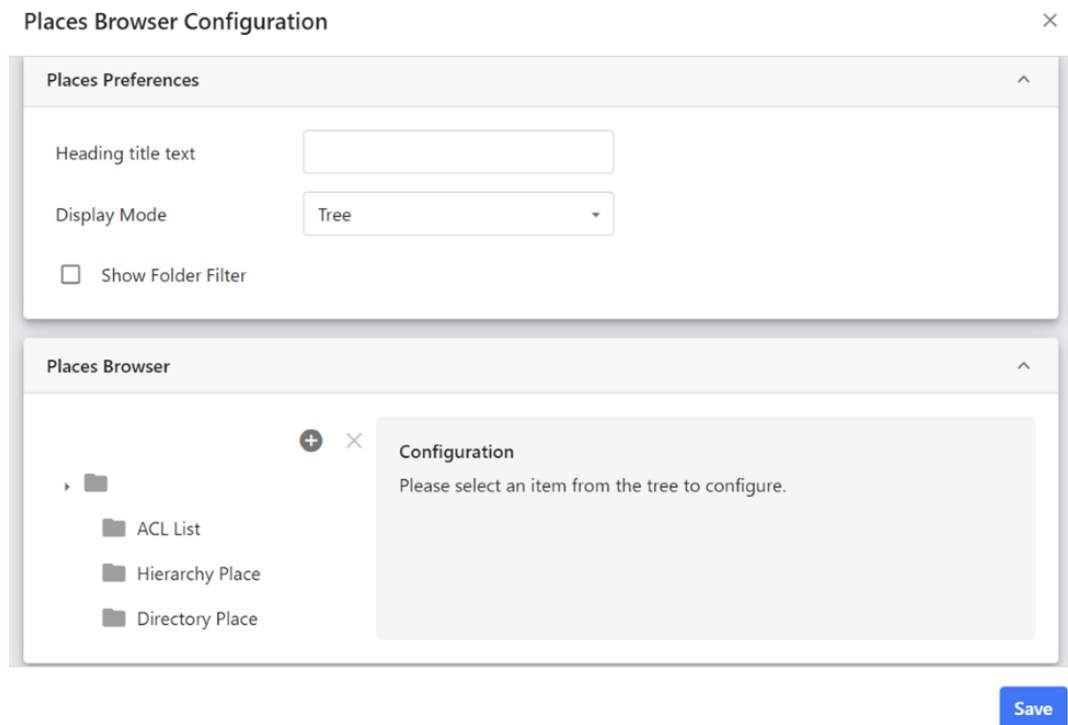 Places Browser Configuration
Places Preferences
Heading title text
Display Mode
Tree
Show Folder Filter
Places Browser
Configuration
Please select an item from the tree to configure.
ACL List
Hierarchy Place
Directory Place
Save